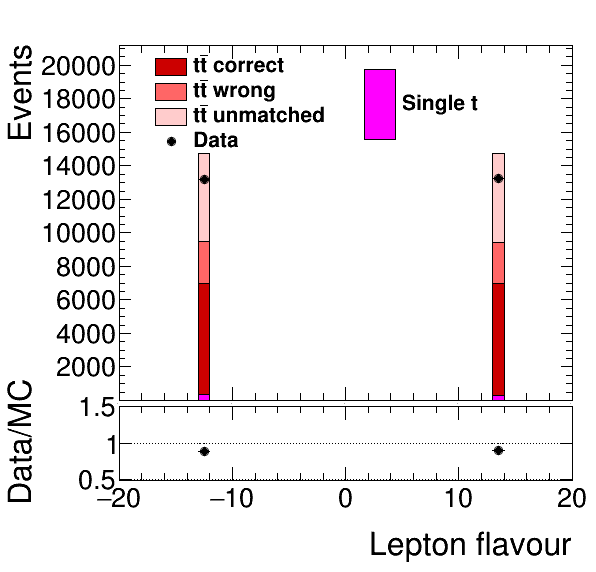 Events
20000
18000
16000
14000
12000
10000
8000
6000
4000
2000
tt̄ correct
tt̄ wrong
tt̄ unmatched
Data
Single t
Data/MC
1.5
1
0.5
−20 −10 0 10 20
Lepton flavour